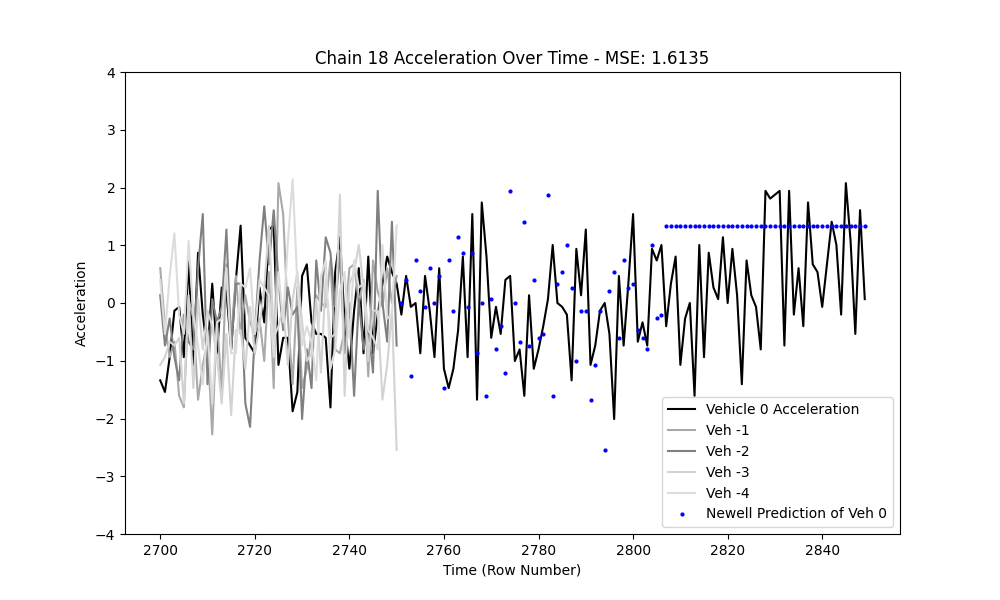 Chain 18 Acceleration Over Time - MSE: 1.6135
4
3
2
1
0
−1
−2
−3
−4
Acceleration
Vehicle 0 Acceleration
Veh -1
Veh -2
Veh -3
Veh -4
Newell Prediction of Veh 0
2700 2720 2740 2760 2780 2800 2820 2840
Time (Row Number)